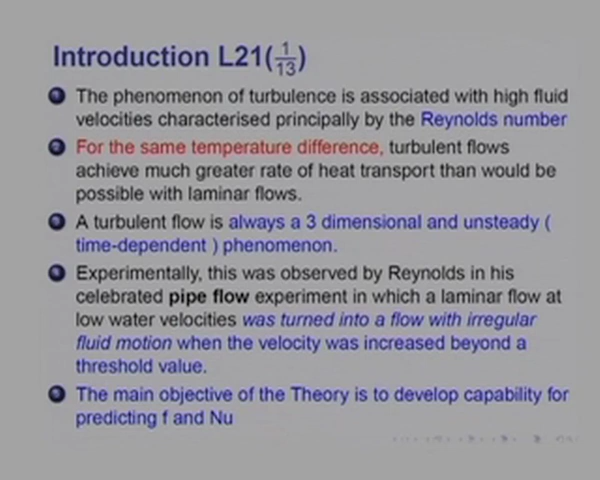 Introduction L21(1/13)
The phenomenon of turbulence is associated with high fluid
velocities characterised principally by the Reynolds number
For the same temperature difference, turbulent flows
achieve much greater rate of heat transport than would be
possible with laminar flows.
A turbulent flow is always a 3 dimensional and unsteady (
time-dependent ) phenomenon.
Experimentally, this was observed by Reynolds in his
celebrated pipe flow experiment in which a laminar flow at
low water velocities was turned into a flow with irregular
fluid motion when the velocity was increased beyond a
threshold value.
The main objective of the Theory is to develop capability for
predicting f and Nu